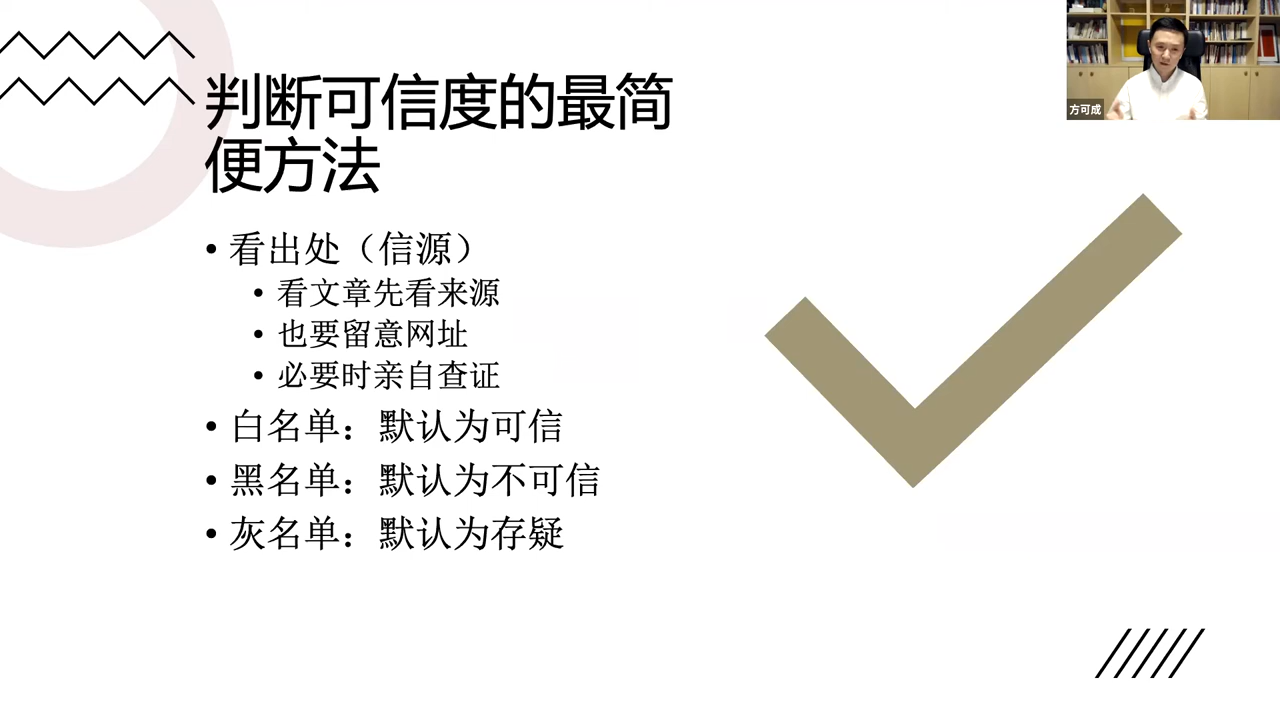 判断可信度的最简
便方法
• 看出处（信源）
• 看文章先看来源
• 也要留意网址
• 必要时亲自查证
• 白名单：默认为可信
• 黑名单：默认为不可信
• 灰名单：默认为存疑
方可成